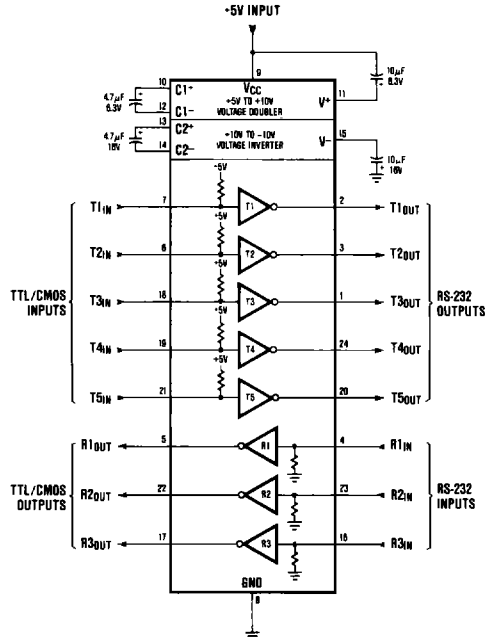 +5V INPUT
10µF
6.3V
9
10
C1+
VCC
11
4.7µF
6.3V
+5V TO +10V
VOLTAGE DOUBLER
V+
12
C1−
13
C2+
4.7µF
16V
+10V TO −10V
VOLTAGE INVERTER
V−
15
14
C2−
10µF
16V
+5V
T1IN
7
T1
2
T1OUT
+5V
T2IN
6
T2
3
T2OUT
+5V
TTL/CMOS
INPUTS
T3IN
18
T3
1
T3OUT
RS-232
OUTPUTS
+5V
T4IN
19
T4
24
T4OUT
+5V
T5IN
21
T5
20
T5OUT
R1OUT
5
R1
4
R1IN
TTL/CMOS
OUTPUTS
R2OUT
22
R2
23
R2IN
RS-232
INPUTS
R3OUT
17
R3
16
R3IN
GND
8